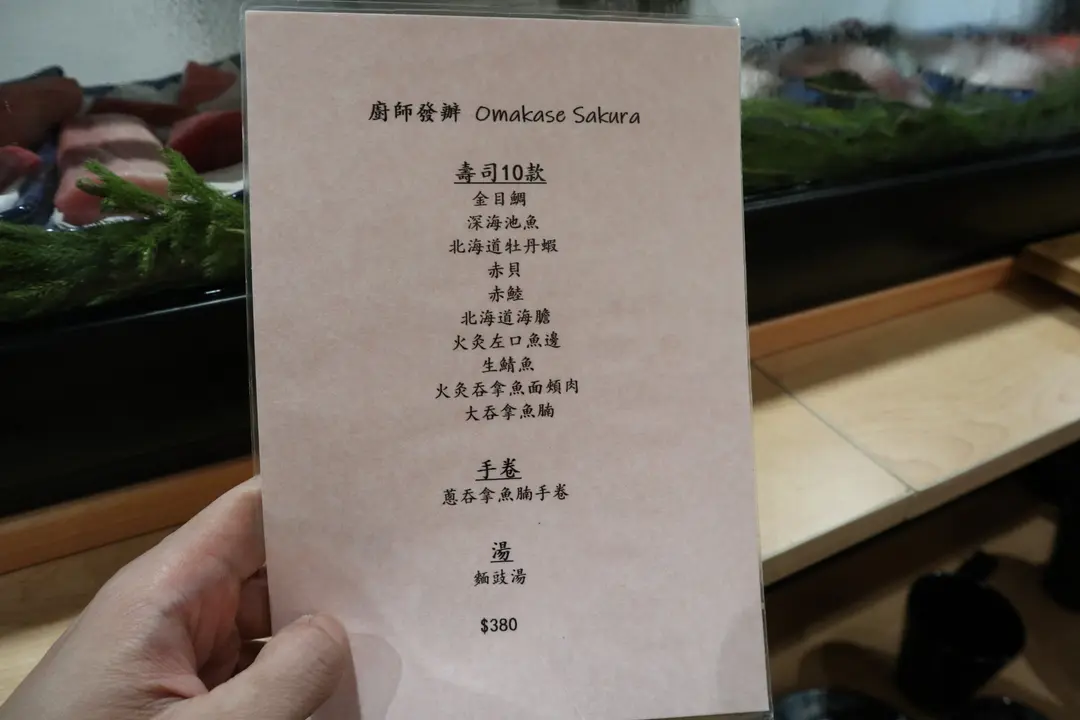 廚師發辦 Omakase Sakura
壽司10款
金目鯛
深海池魚
北海道牡丹蝦
赤貝
赤鯥
北海道海膽
火灸左口魚邊
生鯖魚
火灸吞拿魚面頰肉
大吞拿魚腩
手卷
蔥吞拿魚腩手卷
湯
麵豉湯
$380